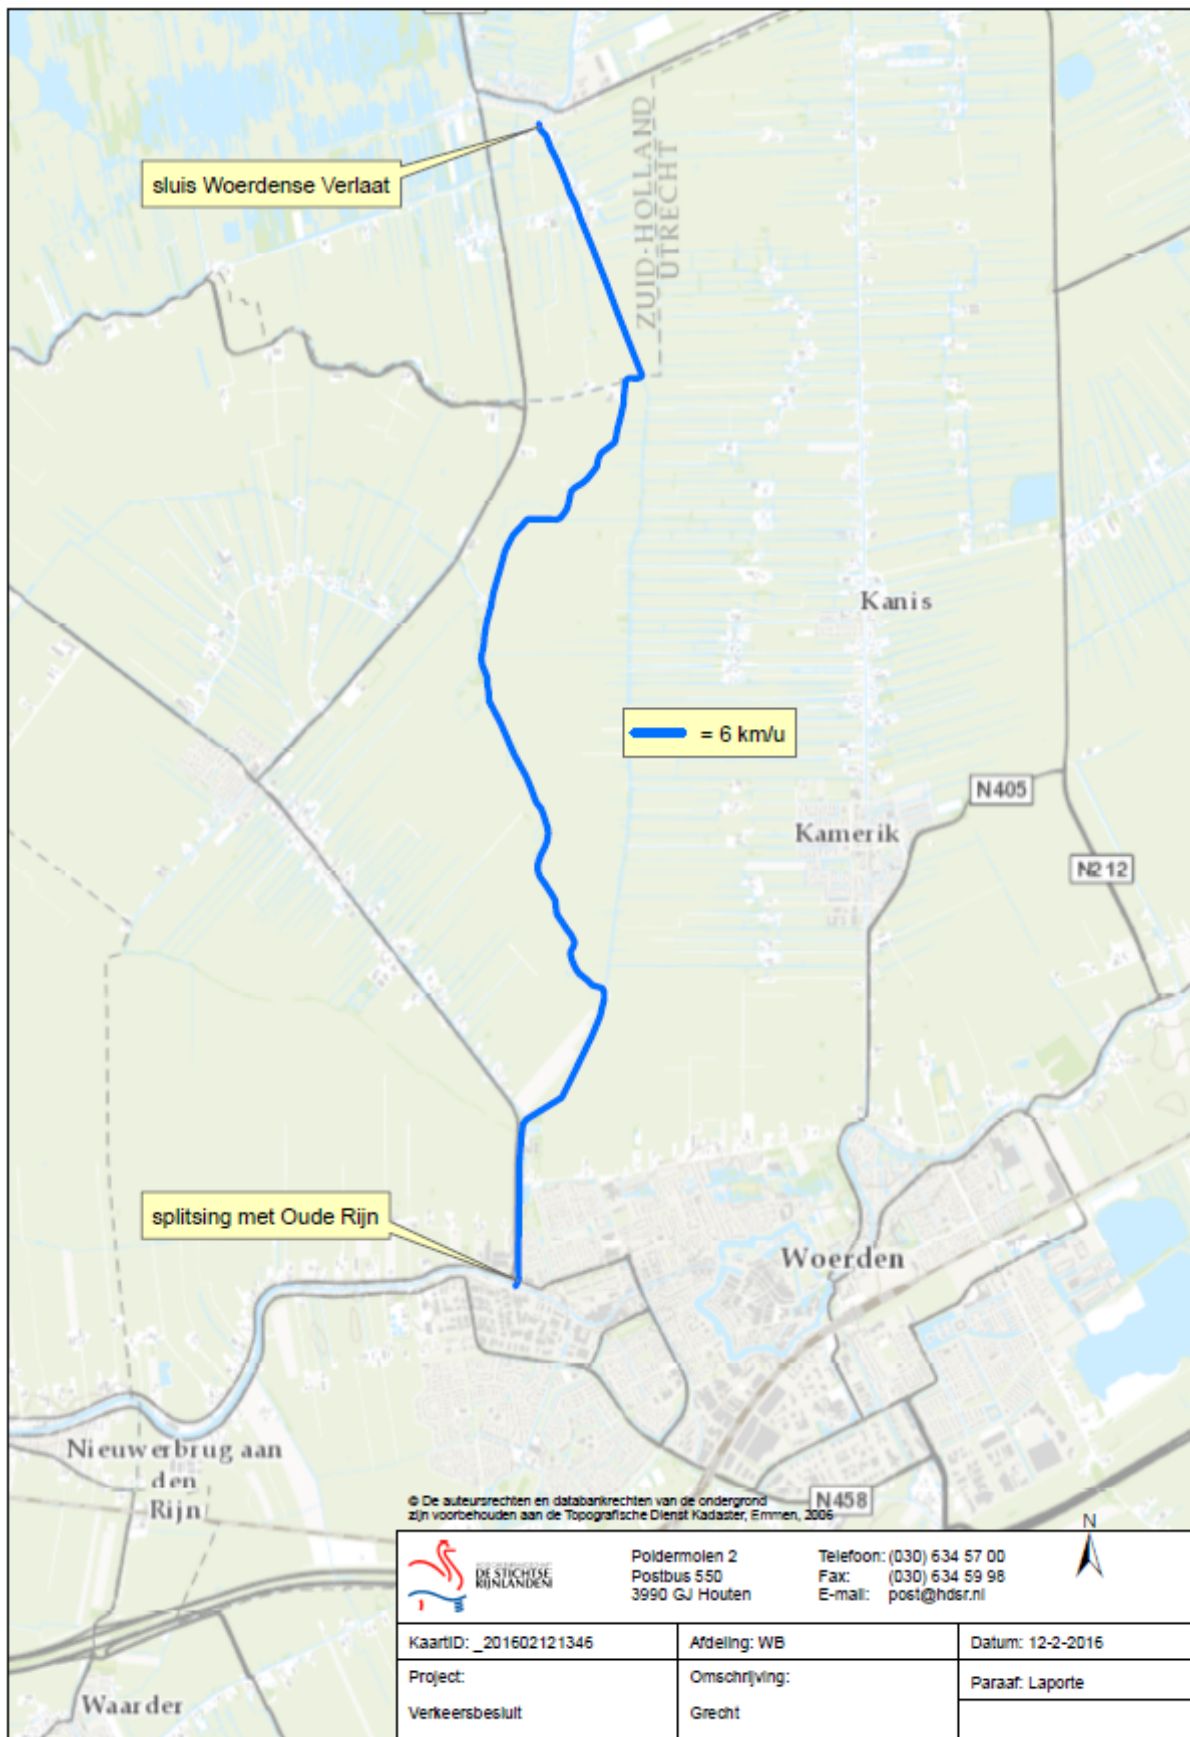 sluis Woerdense Verlaat
ZUID-HOLLAND
UTRECHT
Kanis
= 6 km/u
N405
Kamerik
N212
splitsing met Oude Rijn
Woerden
Nieuwerbrug aan
den
Rijn
N458
© De auteursrechten en databankrechten van de ondergrond
zijn voorbehouden aan de Topografische Dienst Kadaster, Emmen, 2006
N
DE STICHTSE
RIJNLANDEN
Poldermolen 2
Postbus 550
3990 GJ Houten
Telefoon: (030) 634 57 00
Fax: (030) 634 59 98
E-mail: post@hdsr.nl
KaartID: _201602121346
Afdeling: WB
Datum: 12-2-2016
Project:
Verkeersbesluit
Omschrijving:
Grecht
Paraaf: Laporte
Waarder